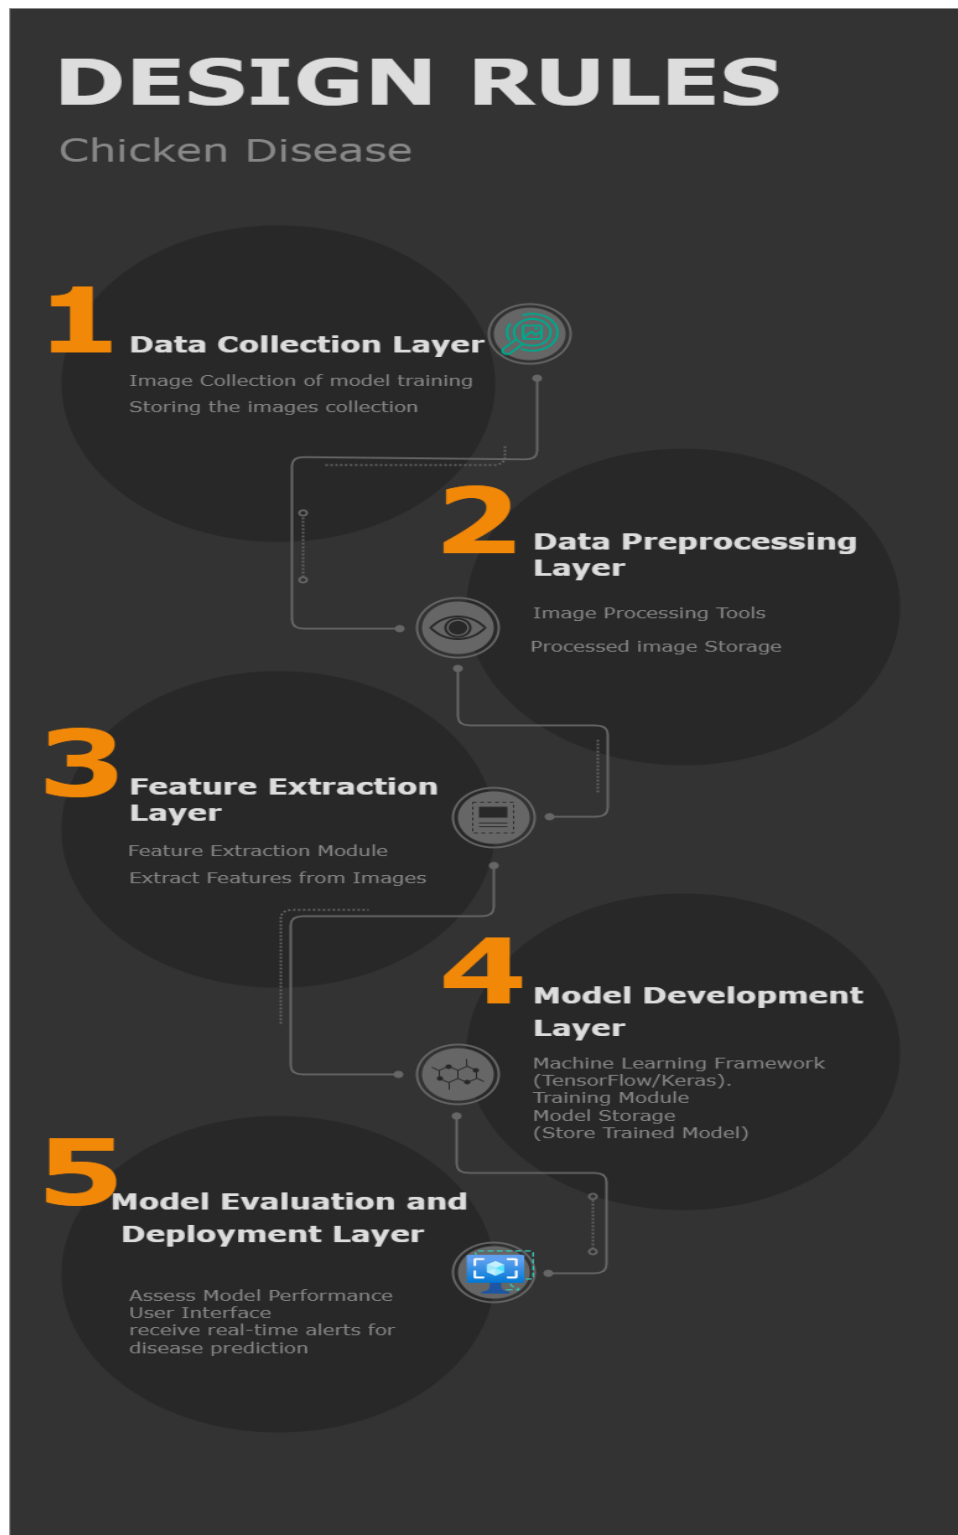 DESIGN RULES
Chicken Disease
1
Data Collection Layer
Image Collection of model training
Storing the images collection
2
Data Preprocessing
Layer
Image Processing Tools
Processed image Storage
3
Feature Extraction
Layer
Feature Extraction Module
Extract Features from Images
4
Model Development
Layer
Machine Learning Framework
(TensorFlow/Keras).
Training Module
Model Storage
(Store Trained Model)
5
Model Evaluation and
Deployment Layer
Assess Model Performance
User Interface
receive real-time alerts for
disease prediction